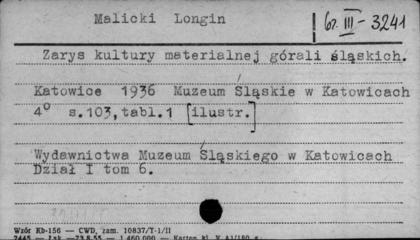 Malicki Longin
br. III - 3241
Zarys kultury materialnej górali śląskich.
Katowice 1936 Muzeum Śląskie w Katowicach
4° s.103,tabl.1 [ilustr.]
Wydawnictwa Muzeum Śląskiego w Katowicach
Dział I tom 6.
Wzór Kb-156 — CWD, zam. 10837/T-1/II